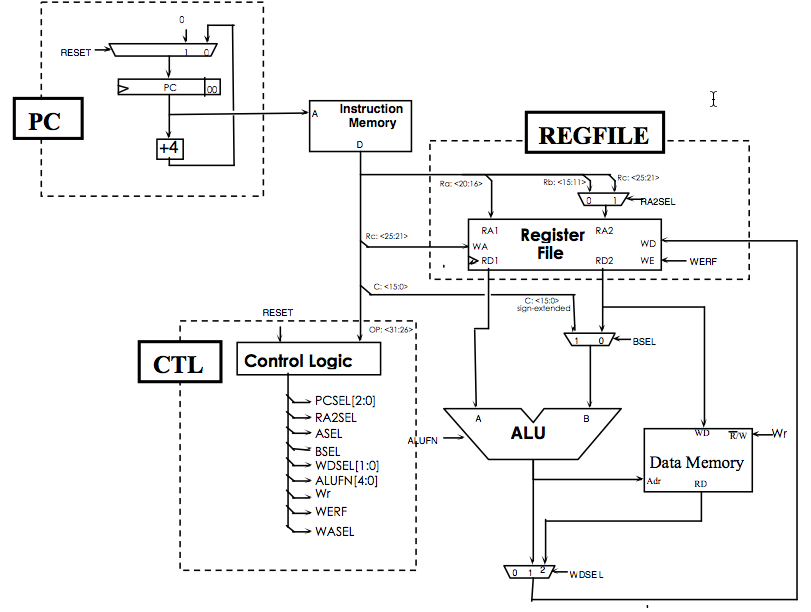 0
RESET
1 0
PC
00
PC
+4
A
Instruction
Memory
D
REGFILE
Ra: <20:16>
Rb: <15:11>
Rc: <25:21>
0 1
RA2SEL
RA1
Register
File
RA2
Rc: <25:21>
WA
WD
RD1
RD2
WE
WERF
C: <15:0>
C: <15:0>
sign-extended
RESET
OP: <31:26>
CTL
Control Logic
1 0
BSEL
PCSEL[2:0]
RA2SEL
ASEL
BSEL
WDSEL[1:0]
ALUFN[4:0]
Wr
WERF
WASEL
A
B
ALU
ALUFN
WD
R/W
Wr
Data Memory
Adr
RD
0 1 2
WDSEL